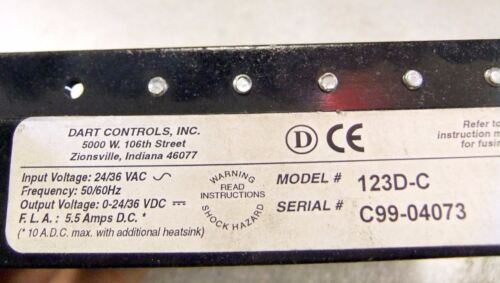 DART CONTROLS, INC.
5000 W. 106th Street
Zionsville, Indiana 46077
Input Voltage: 24/36 VAC ~
Frequency: 50/60Hz
Output Voltage: 0-24/36 VDC ⎓
F. L. A. : 5.5 Amps D.C. *
(* 10 A.D.C. max. with additional heatsink)
WARNING
READ
INSTRUCTIONS
SHOCK HAZARD
D CE
MODEL # 123D-C
SERIAL # C99-04073
Refer to
instruction m
for fusin